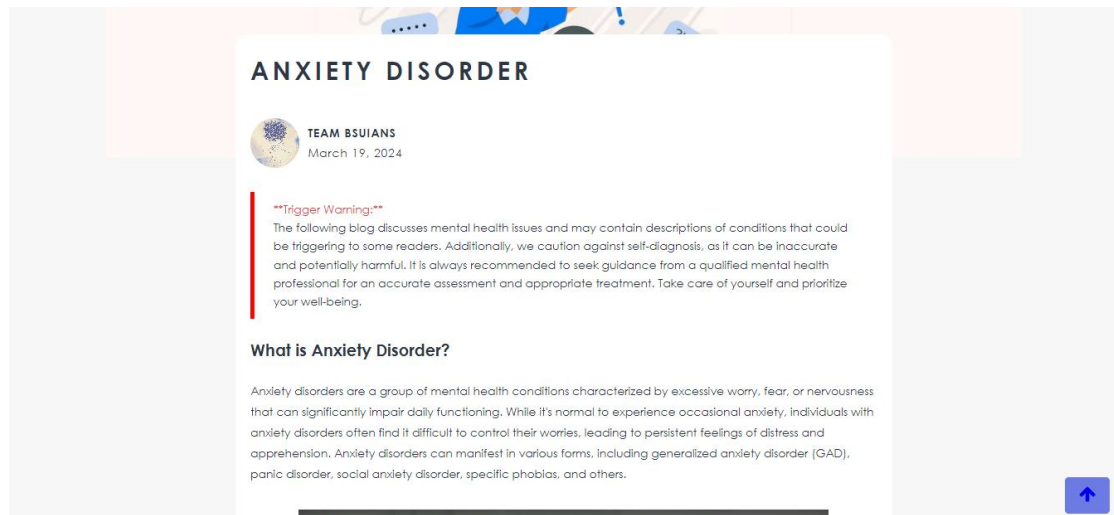 ANXIETY DISORDER
TEAM BSUIANS
March 19, 2024
**Trigger Warning:**
The following blog discusses mental health issues and may contain descriptions of conditions that could
be triggering to some readers. Additionally, we caution against self-diagnosis, as it can be inaccurate
and potentially harmful. It is always recommended to seek guidance from a qualified mental health
professional for an accurate assessment and appropriate treatment. Take care of yourself and prioritize
your well-being.
What is Anxiety Disorder?
Anxiety disorders are a group of mental health conditions characterized by excessive worry, fear, or nervousness
that can significantly impair daily functioning. While it's normal to experience occasional anxiety, individuals with
anxiety disorders often find it difficult to control their worries, leading to persistent feelings of distress and
apprehension. Anxiety disorders can manifest in various forms, including generalized anxiety disorder (GAD),
panic disorder, social anxiety disorder, specific phobias, and others.